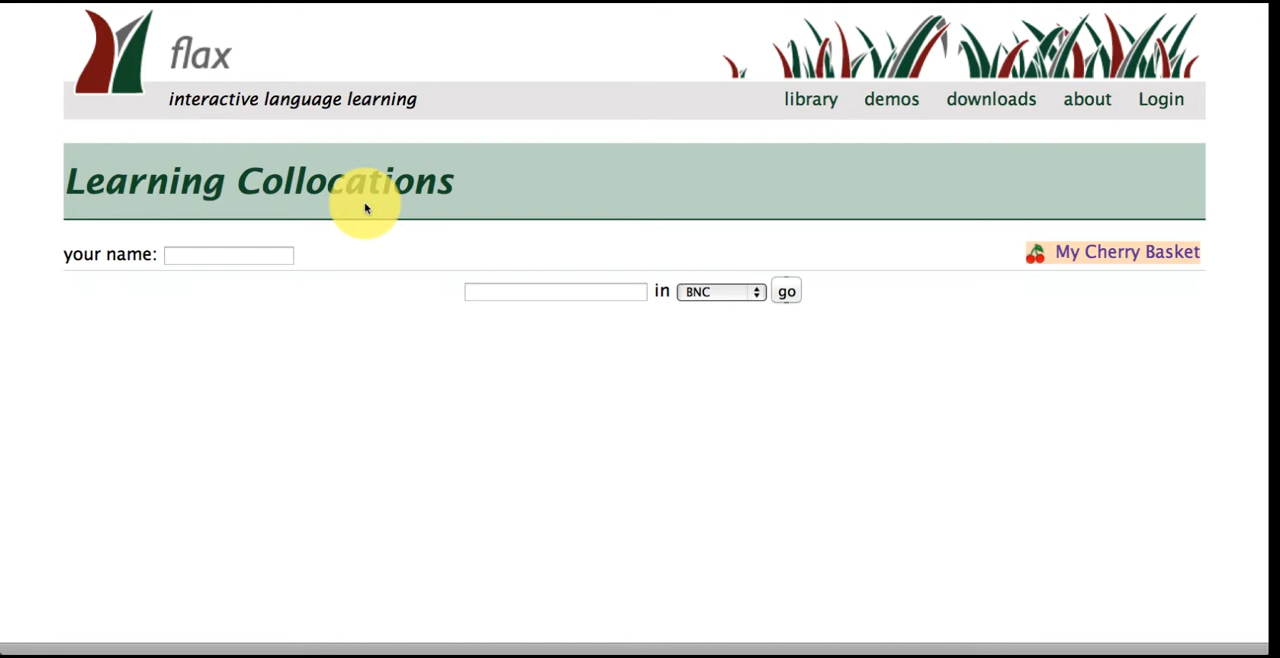 flax
interactive language learning
library demos downloads about Login
Learning Collocations
your name:
My Cherry Basket
in BNC go